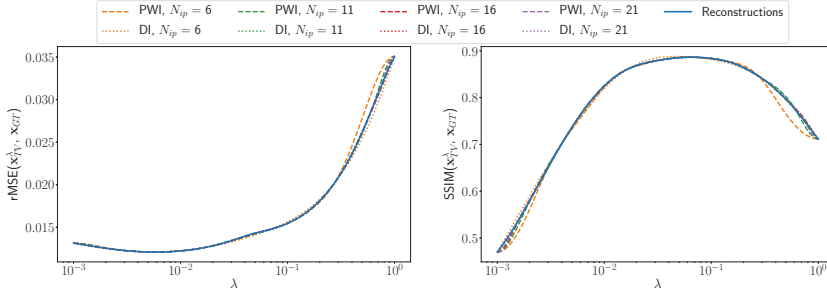 PWI, N_ip = 6 PWI, N_ip = 11 PWI, N_ip = 16 PWI, N_ip = 21 Reconstructions
DI, N_ip = 6 DI, N_ip = 11 DI, N_ip = 16 DI, N_ip = 21
rMSE(x^λ_TV, x_GT)
0.035
0.030
0.025
0.020
0.015
10^−3 10^−2 10^−1 10^0
λ
SSIM(x^λ_TV, x_GT)
0.9
0.8
0.7
0.6
0.5
10^−3 10^−2 10^−1 10^0
λ